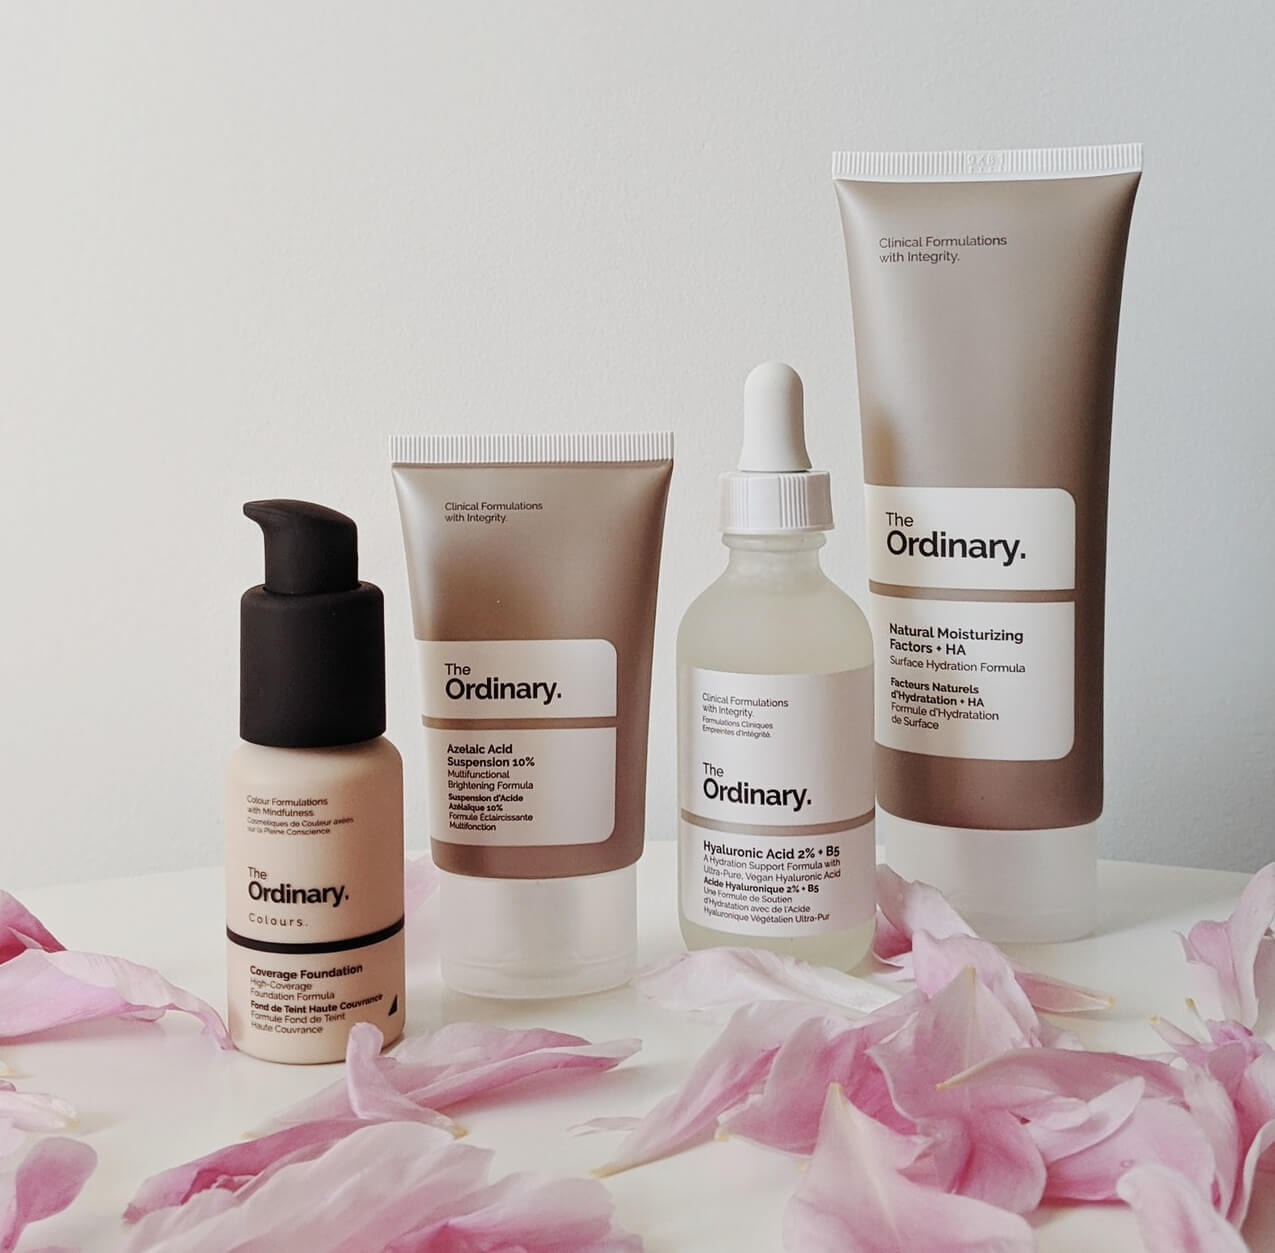 Colour Formulations
with Mindfulness.
Cosmétiques de Couleur axées
sur la Pleine Conscience.
The
Ordinary.
Colours.
Coverage Foundation
High-Coverage
Foundation Formula
Fond de Teint Haute Couvrance
Formule Fond de Teint
Haute Couvrance
Clinical Formulations
with Integrity.
The
Ordinary.
Azelaic Acid
Suspension 10%
Multifunctional
Brightening Formula
Suspension d'Acide
Azélaïque 10%
Formule Éclaircissante
Multifonction
Clinical Formulations
with Integrity.
Formulations Cliniques
Empreintes d'Intégrité.
The
Ordinary.
Hyaluronic Acid 2% + B5
A Hydration Support Formula with
Ultra-Pure, Vegan Hyaluronic Acid
Acide Hyaluronique 2% + B5
Une Formule de Soutien
d'Hydratation avec de l'Acide
Hyaluronique Végétalien Ultra-Pur
Clinical Formulations
with Integrity.
The
Ordinary.
Natural Moisturizing
Factors + HA
Surface Hydration Formula
Facteurs Naturels
d'Hydratation + HA
Formule d'Hydratation
de Surface